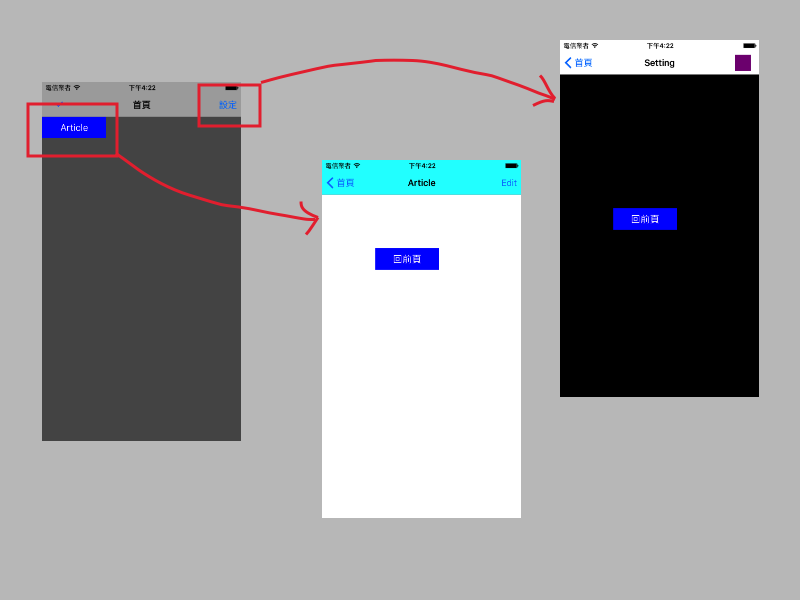 電信業者 下午4:22
✓ 首頁 設定
Article
電信業者 下午4:22
首頁 Article Edit
回前頁
電信業者 下午4:22
首頁 Setting
回前頁